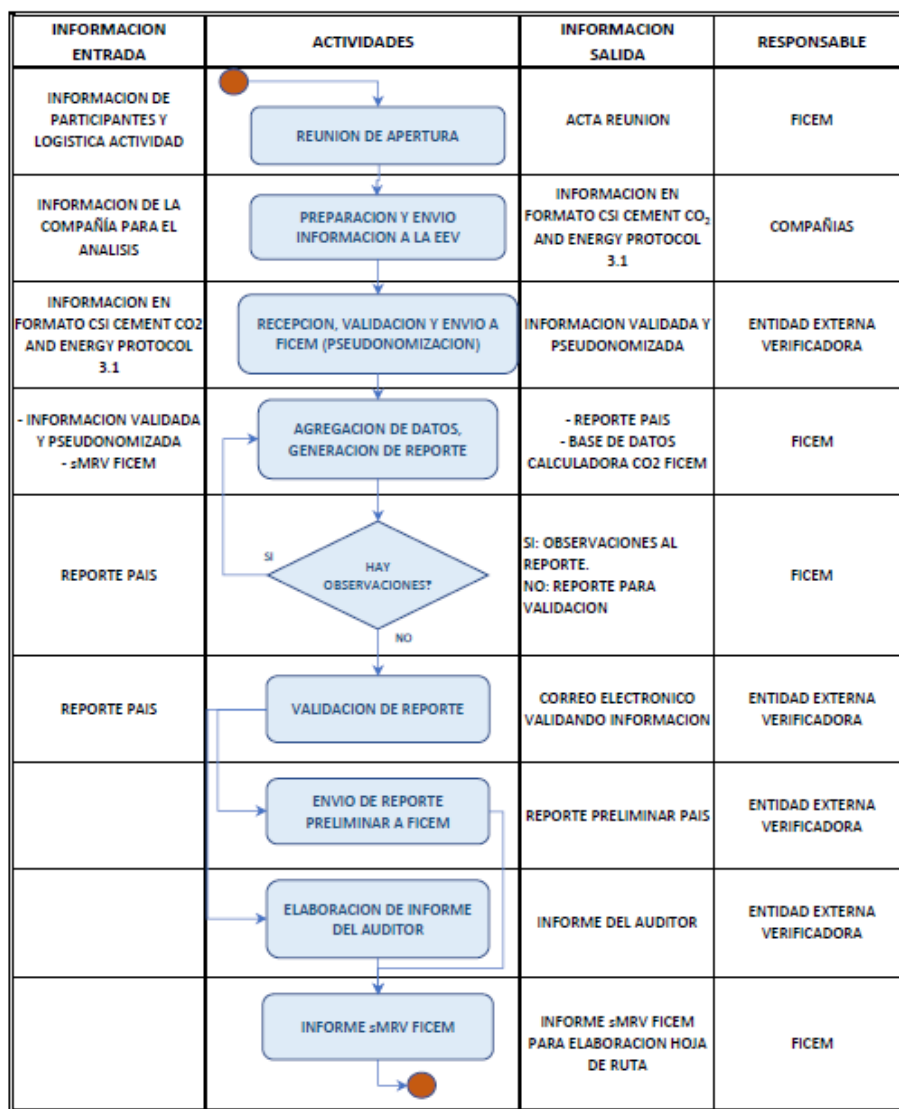 INFORMACION
ENTRADA
ACTIVIDADES
INFORMACION
SALIDA
RESPONSABLE
INFORMACION DE
PARTICIPANTES Y
LOGISTICA ACTIVIDAD
REUNION DE APERTURA
ACTA REUNION
FICEM
INFORMACION DE LA
COMPAÑÍA PARA EL
ANALISIS
PREPARACION Y ENVIO
INFORMACION A LA EEV
INFORMACION EN
FORMATO CSI CEMENT CO₂
AND ENERGY PROTOCOL
3.1
COMPAÑIAS
INFORMACION EN
FORMATO CSI CEMENT CO2
AND ENERGY PROTOCOL
3.1
RECEPCION, VALIDACION Y ENVIO A
FICEM (PSEUDONOMIZACION)
INFORMACION VALIDADA Y
PSEUDONOMIZADA
ENTIDAD EXTERNA
VERIFICADORA
- INFORMACION VALIDADA
Y PSEUDONOMIZADA
- sMRV FICEM
AGREGACION DE DATOS,
GENERACION DE REPORTE
- REPORTE PAIS
- BASE DE DATOS
CALCULADORA CO2 FICEM
FICEM
REPORTE PAIS
SI
HAY
OBSERVACIONES?
NO
SI: OBSERVACIONES AL
REPORTE.
NO: REPORTE PARA
VALIDACION
FICEM
REPORTE PAIS
VALIDACION DE REPORTE
CORREO ELECTRONICO
VALIDANDO INFORMACION
ENTIDAD EXTERNA
VERIFICADORA
ENVIO DE REPORTE
PRELIMINAR A FICEM
REPORTE PRELIMINAR PAIS
ENTIDAD EXTERNA
VERIFICADORA
ELABORACION DE INFORME
DEL AUDITOR
INFORME DEL AUDITOR
ENTIDAD EXTERNA
VERIFICADORA
INFORME sMRV FICEM
INFORME sMRV FICEM
PARA ELABORACION HOJA
DE RUTA
FICEM